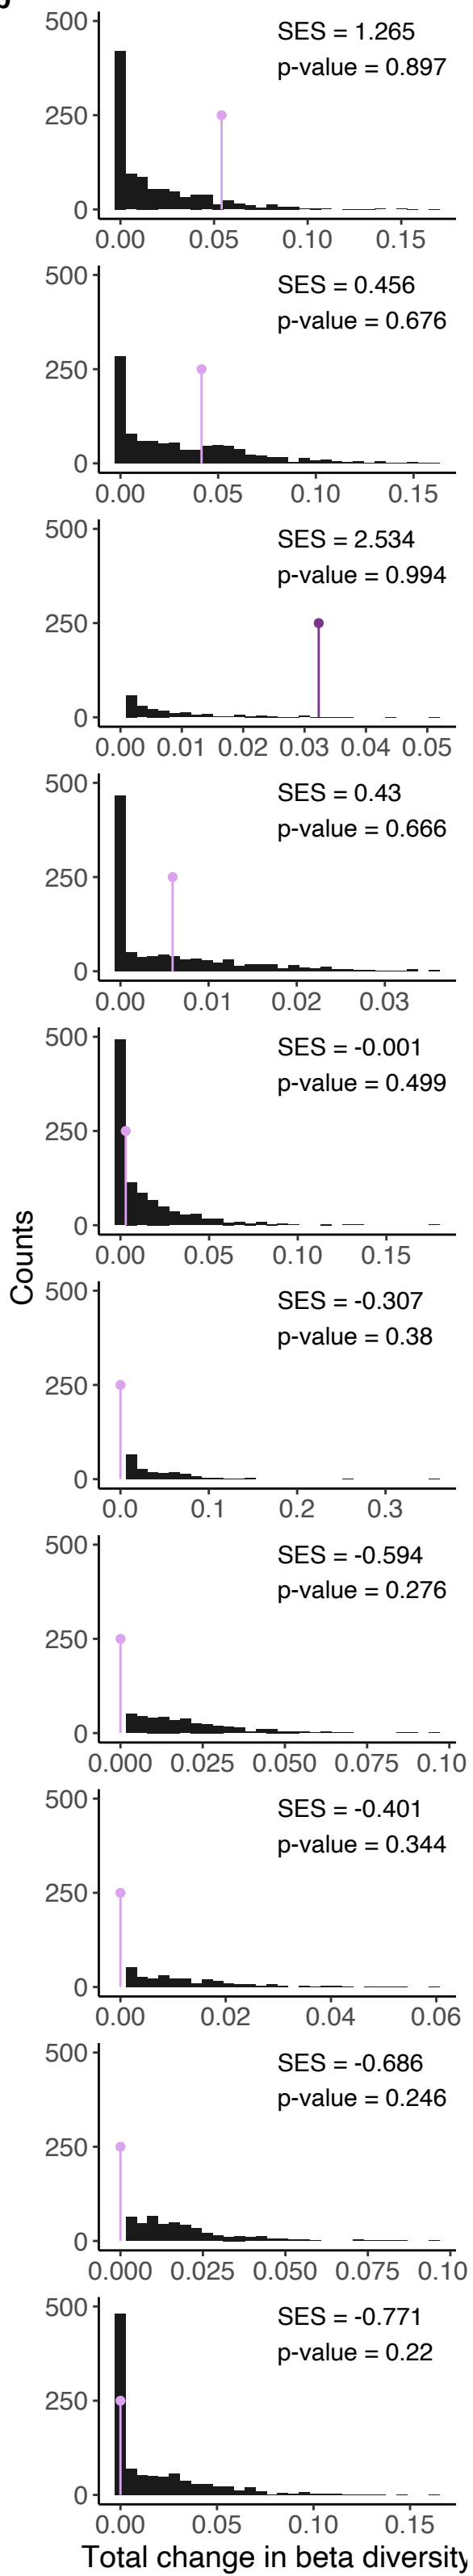 500
SES = 1.265
p-value = 0.897
250
0
0.00 0.05 0.10 0.15
500
SES = 0.456
p-value = 0.676
250
0
0.00 0.05 0.10 0.15
500
SES = 2.534
p-value = 0.994
250
0
0.00 0.01 0.02 0.03 0.04 0.05
500
SES = 0.43
p-value = 0.666
250
0
0.00 0.01 0.02 0.03
500
SES = -0.001
p-value = 0.499
250
0
0.00 0.05 0.10 0.15
Counts
500
SES = -0.307
p-value = 0.38
250
0
0.0 0.1 0.2 0.3
500
SES = -0.594
p-value = 0.276
250
0
0.000 0.025 0.050 0.075 0.10
500
SES = -0.401
p-value = 0.344
250
0
0.00 0.02 0.04 0.06
500
SES = -0.686
p-value = 0.246
250
0
0.000 0.025 0.050 0.075 0.10
500
SES = -0.771
p-value = 0.22
250
0
0.00 0.05 0.10 0.15
Total change in beta diversity